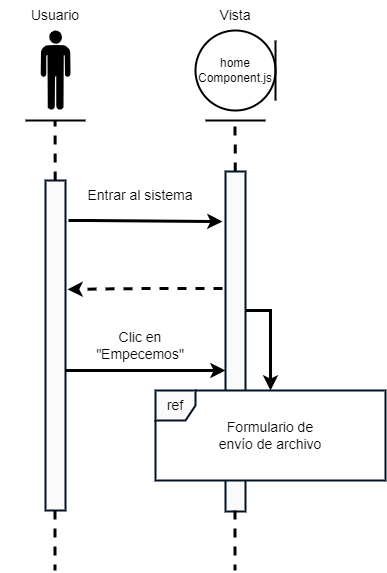 Usuario
Vista
home
Component.js
Entrar al sistema
Clic en
"Empecemos"
ref
Formulario de
envío de archivo